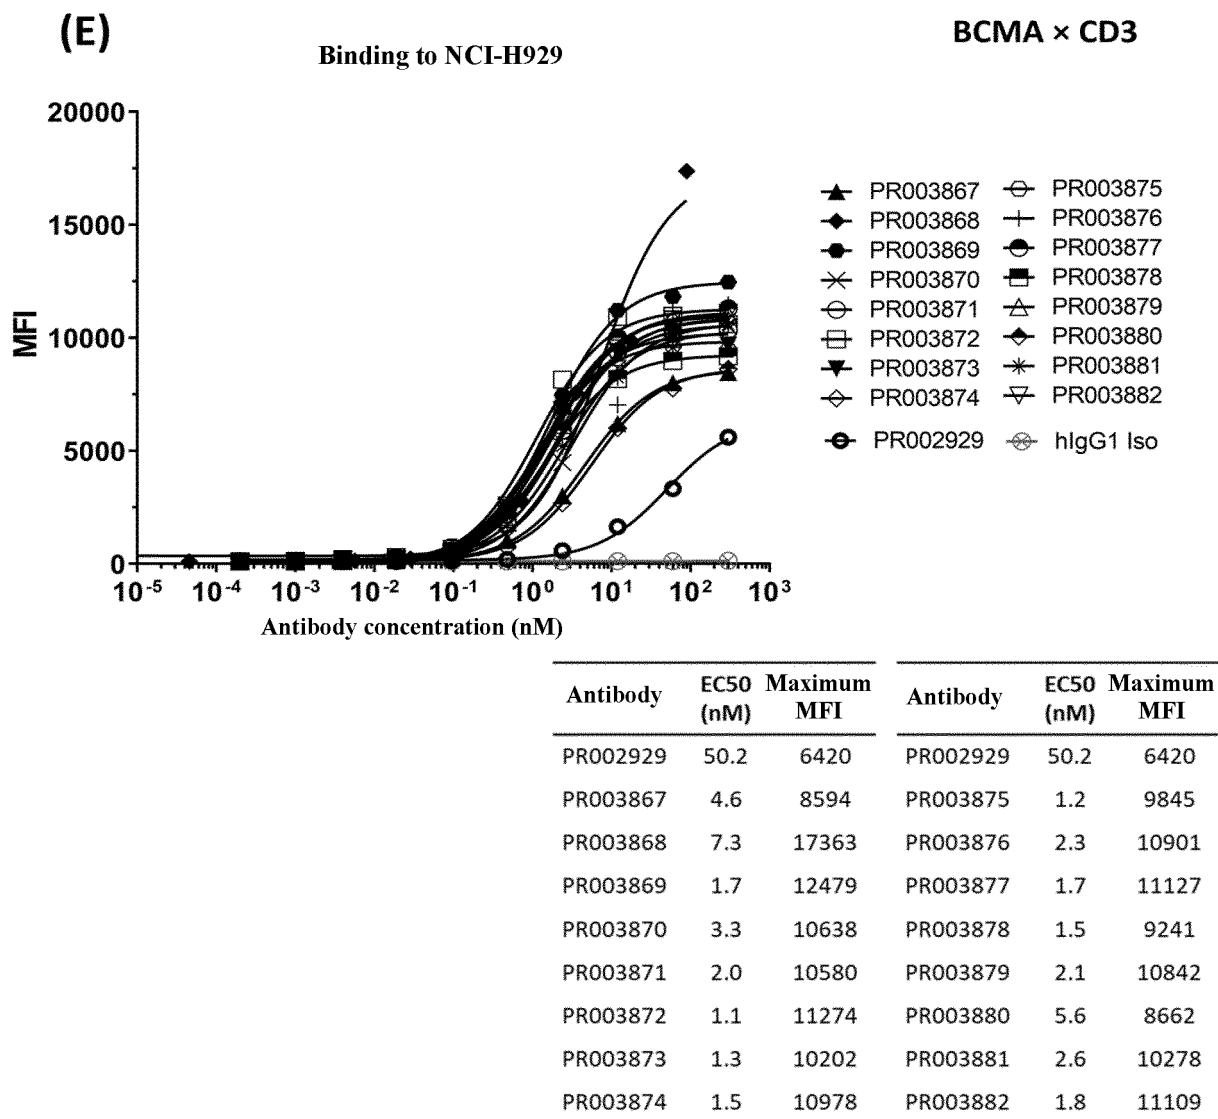 (E)
BCMA × CD3
Binding to NCI-H929
20000
15000
10000
5000
0
MFI
10-5 10-4 10-3 10-2 10-1 100 101 102 103
Antibody concentration (nM)
PR003867 PR003875
PR003868 PR003876
PR003869 PR003877
PR003870 PR003878
PR003871 PR003879
PR003872 PR003880
PR003873 PR003881
PR003874 PR003882
PR002929 hIgG1 Iso
Antibody EC50 (nM) Maximum MFI Antibody EC50 (nM) Maximum MFI
PR002929 50.2 6420 PR002929 50.2 6420
PR003867 4.6 8594 PR003875 1.2 9845
PR003868 7.3 17363 PR003876 2.3 10901
PR003869 1.7 12479 PR003877 1.7 11127
PR003870 3.3 10638 PR003878 1.5 9241
PR003871 2.0 10580 PR003879 2.1 10842
PR003872 1.1 11274 PR003880 5.6 8662
PR003873 1.3 10202 PR003881 2.6 10278
PR003874 1.5 10978 PR003882 1.8 11109